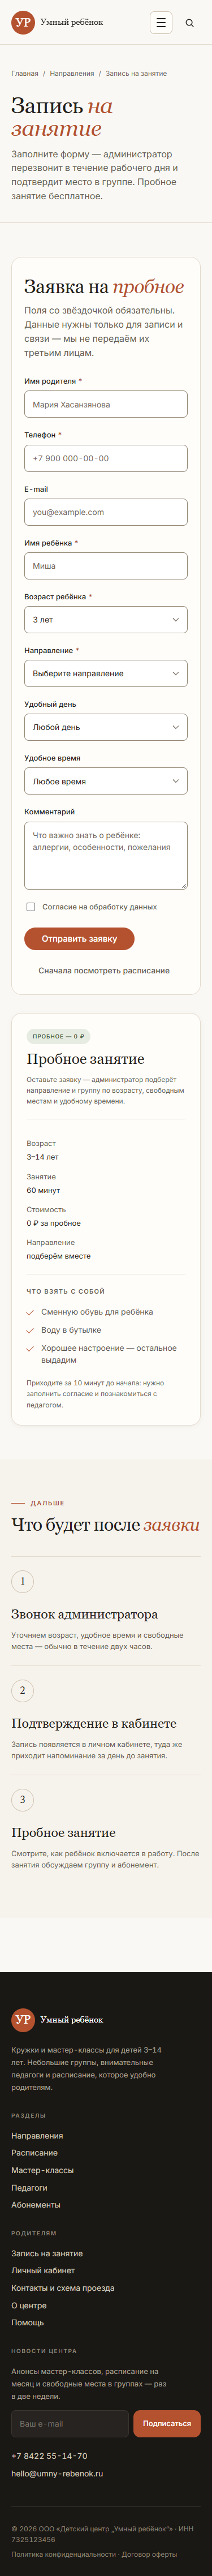 УР Умный ребёнок
Главная / Направления / Запись на занятие
Запись на
занятие
Заполните форму — администратор
перезвонит в течение рабочего дня и
подтвердит место в группе. Пробное
занятие бесплатное.
Заявка на пробное
Поля со звёздочкой обязательны.
Данные нужны только для записи и
связи — мы не передаём их
третьим лицам.
Имя родителя *
Мария Хасанзянова
Телефон *
+7 900 000-00-00
E-mail
you@example.com
Имя ребёнка *
Миша
Возраст ребёнка *
3 лет
Направление *
Выберите направление
Удобный день
Любой день
Удобное время
Любое время
Комментарий
Что важно знать о ребёнке:
аллергии, особенности, пожелания
Согласие на обработку данных
Отправить заявку
Сначала посмотреть расписание
ПРОБНОЕ — 0 ₽
Пробное занятие
Оставьте заявку — администратор подберёт
направление и группу по возрасту, свободным
местам и удобному времени.
Возраст
3–14 лет
Занятие
60 минут
Стоимость
0 ₽ за пробное
Направление
подберём вместе
ЧТО ВЗЯТЬ С СОБОЙ
Сменную обувь для ребёнка
Воду в бутылке
Хорошее настроение — остальное
выдадим
Приходите за 10 минут до начала: нужно
заполнить согласие и познакомиться с
педагогом.
ДАЛЬШЕ
Что будет после заявки
1
Звонок администратора
Уточняем возраст, удобное время и свободные
места — обычно в течение двух часов.
2
Подтверждение в кабинете
Запись появляется в личном кабинете, туда же
приходит напоминание за день до занятия.
3
Пробное занятие
Смотрите, как ребёнок включается в работу. После
занятия обсуждаем группу и абонемент.
УР Умный ребёнок
Кружки и мастер-классы для детей 3–14
лет. Небольшие группы, внимательные
педагоги и расписание, которое удобно
родителям.
РАЗДЕЛЫ
Направления
Расписание
Мастер-классы
Педагоги
Абонементы
РОДИТЕЛЯМ
Запись на занятие
Личный кабинет
Контакты и схема проезда
О центре
Помощь
НОВОСТИ ЦЕНТРА
Анонсы мастер-классов, расписание на
месяц и свободные места в группах — раз
в две недели.
Ваш e-mail
Подписаться
+7 8422 55-14-70
hello@umny-rebenok.ru
© 2026 ООО «Детский центр „Умный ребёнок“» · ИНН
7325123456
Политика конфиденциальности · Договор оферты